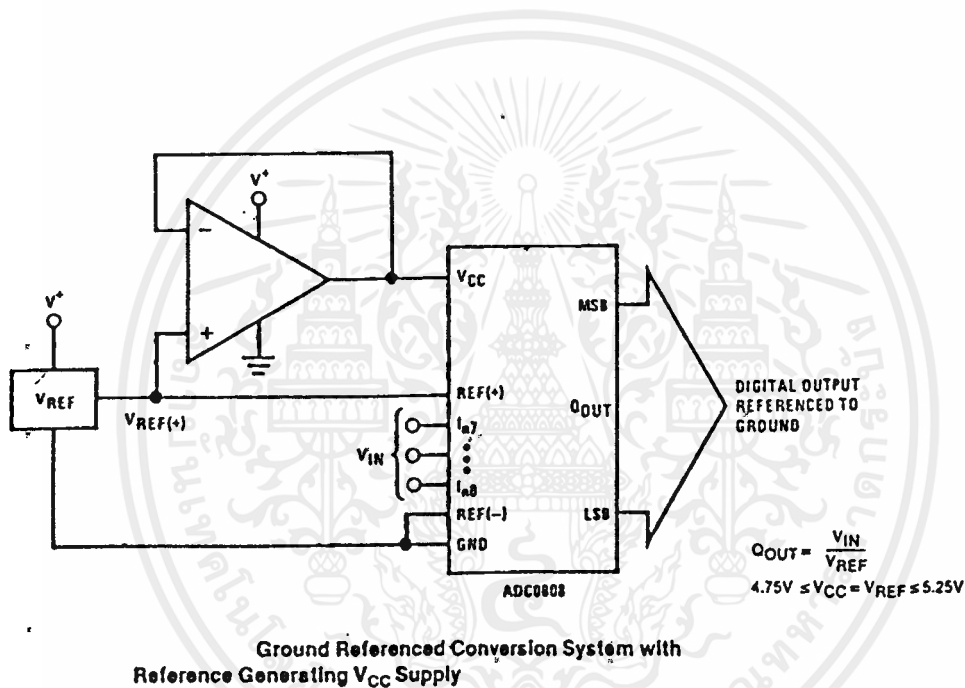 V+
−
V+
+
VCC
MSB
VREF
VREF(+)
REF(+)
QOUT
DIGITAL OUTPUT
REFERENCED TO
GROUND
VIN
In7
In0
REF(−)
GND
LSB
ADC0808
QOUT = VIN
VREF
4.75V ≤ VCC = VREF ≤ 5.25V
Ground Referenced Conversion System with
Reference Generating VCC Supply